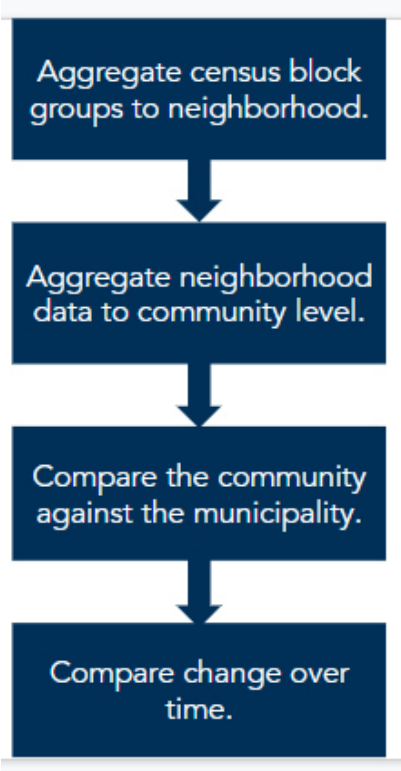 Aggregate census block
groups to neighborhood.
Aggregate neighborhood
data to community level.
Compare the community
against the municipality.
Compare change over
time.